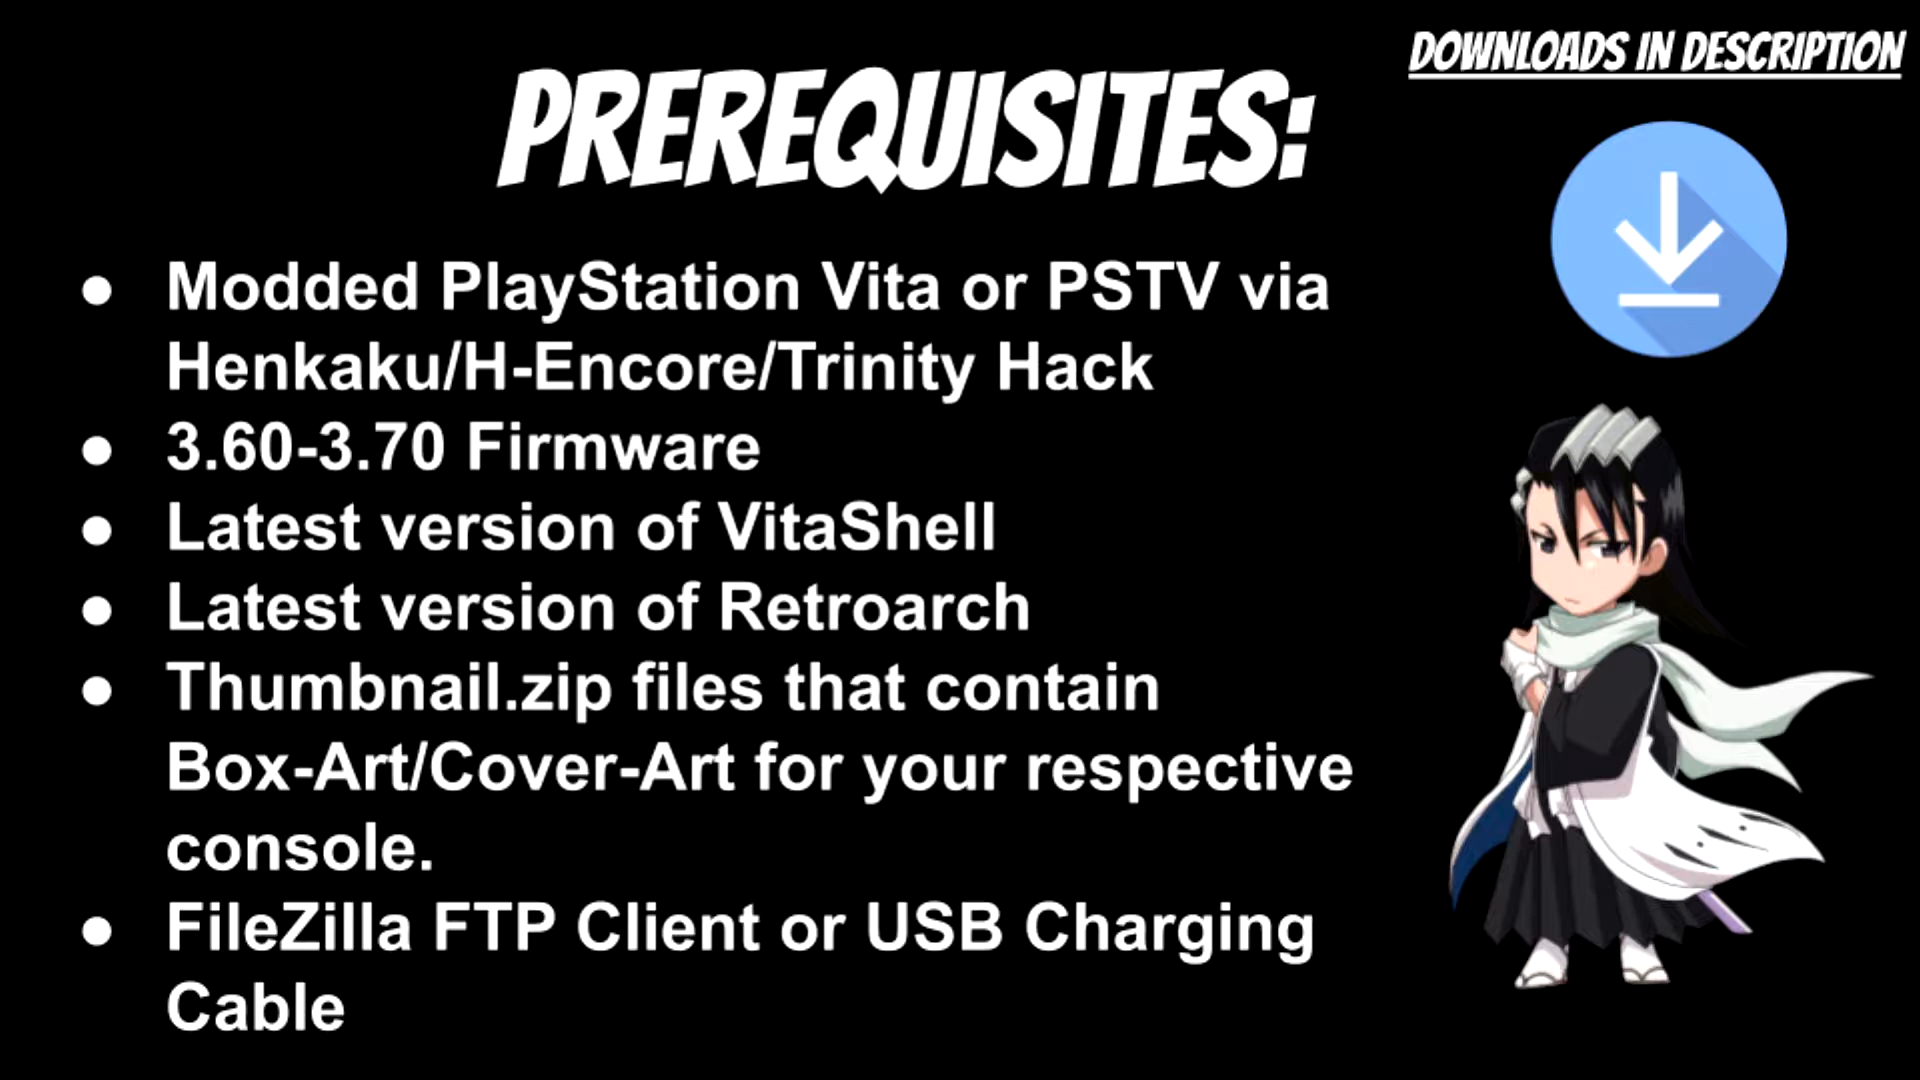 DOWNLOADS IN DESCRIPTION
PREREQUISITES:
● Modded PlayStation Vita or PSTV via
Henkaku/H-Encore/Trinity Hack
● 3.60-3.70 Firmware
● Latest version of VitaShell
● Latest version of Retroarch
● Thumbnail.zip files that contain
Box-Art/Cover-Art for your respective
console.
● FileZilla FTP Client or USB Charging
Cable